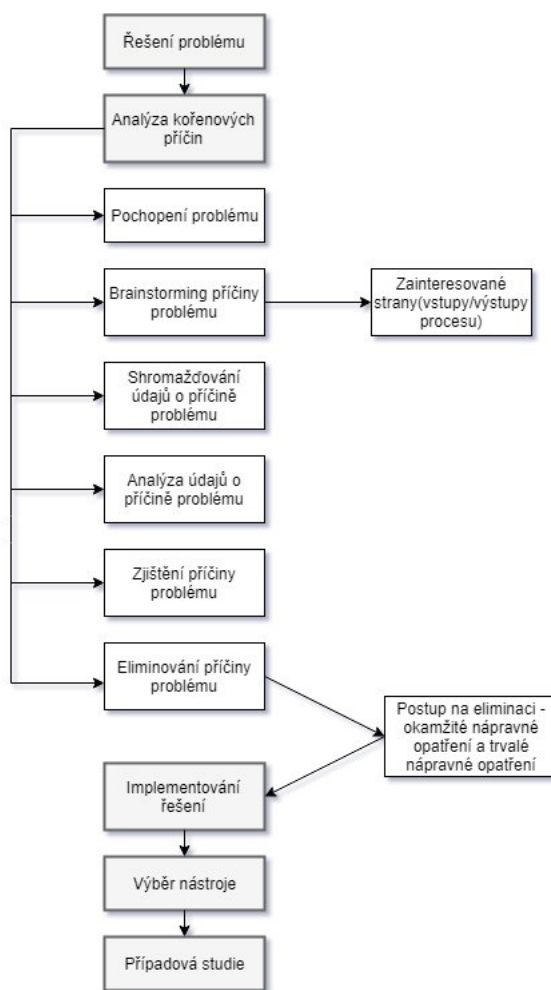 Řešení problému
Analýza kořenových
příčin
Pochopení problému
Brainstorming příčiny
problému
Zainteresované
strany(vstupy/výstupy
procesu)
Shromažďování
údajů o příčině
problému
Analýza údajů o
příčině problému
Zjištění příčiny
problému
Eliminování příčiny
problému
Postup na eliminaci -
okamžité nápravné
opatření a trvalé
nápravné opatření
Implementování
řešení
Výběr nástroje
Případová studie